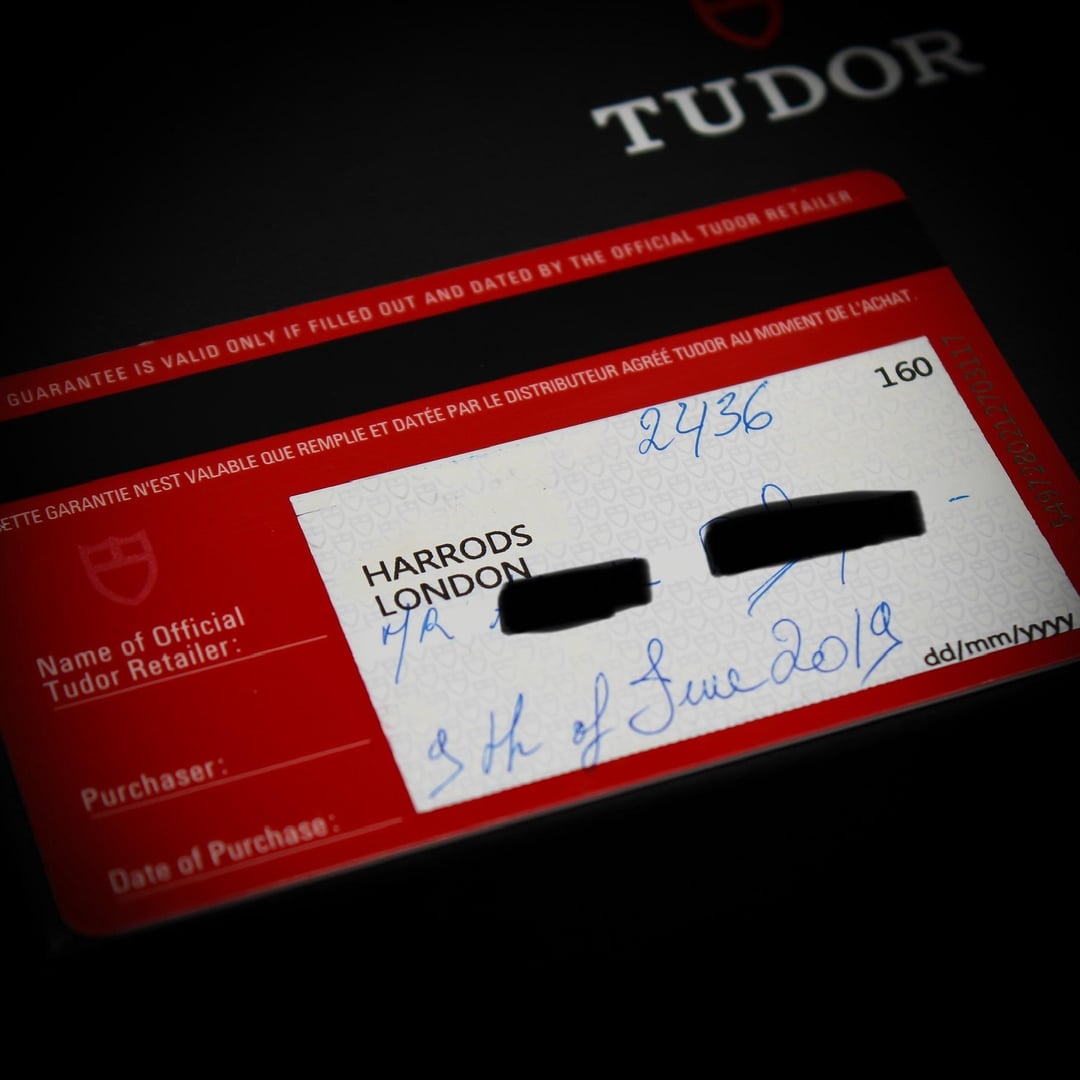 TUDOR
GUARANTEE IS VALID ONLY IF FILLED OUT AND DATED BY THE OFFICIAL TUDOR RETAILER
CETTE GARANTIE N'EST VALABLE QUE REMPLIE ET DATÉE PAR LE DISTRIBUTEUR AGRÉÉ TUDOR AU MOMENT DE L'ACHAT.
160
2436
HARRODS
LONDON
Name of Official
Tudor Retailer:
MR
Purchaser:
9th of June 2019
dd/mm/yyyy
Date of Purchase: